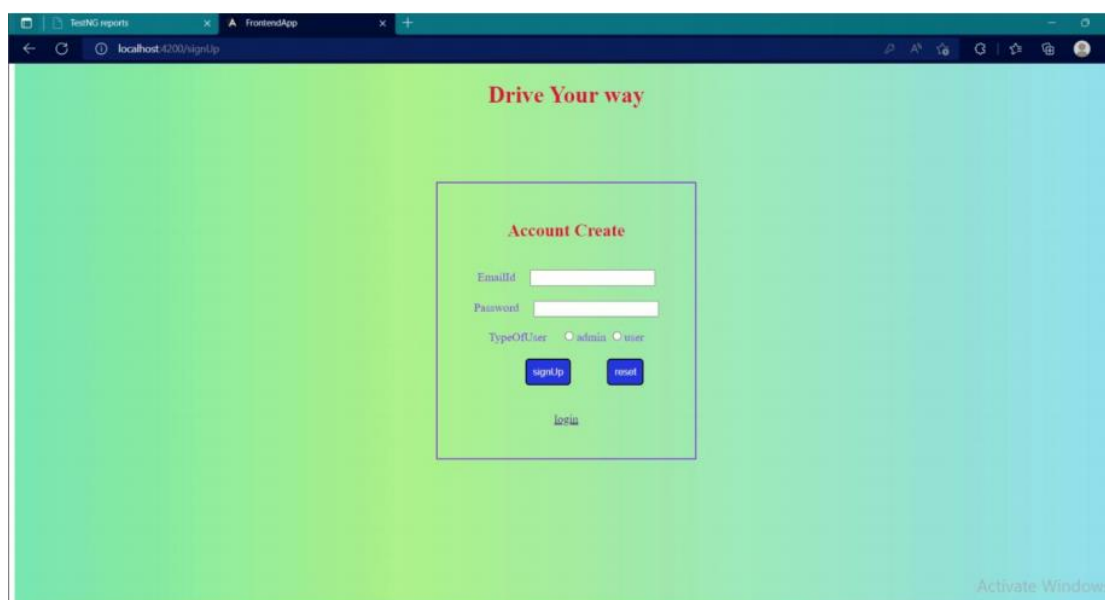 TestNG reports
FrontendApp
localhost:4200/signUp
Drive Your way
Account Create
EmailId
Password
TypeOfUser admin user
signUp reset
login
Activate Window